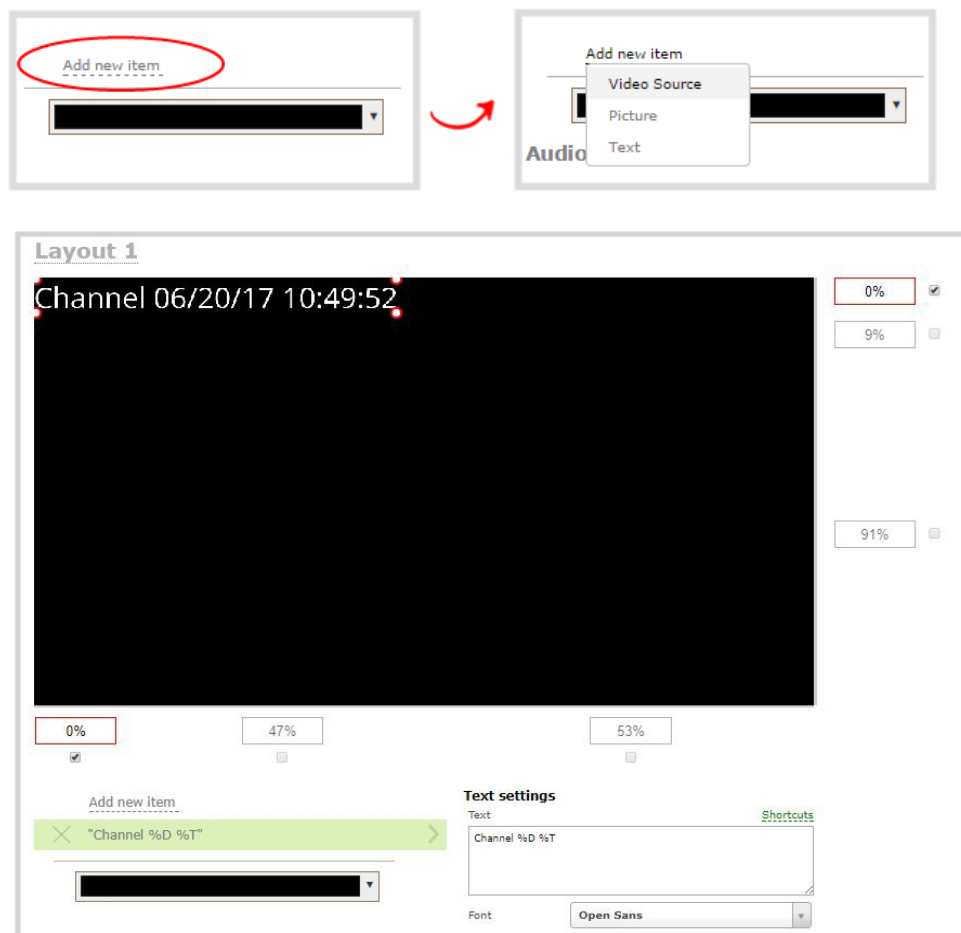 Add new item
Add new item
Video Source
Picture
Text
Audio
Layout 1
Channel 06/20/17 10:49:52
0%
9%
91%
0%
47%
53%
Add new item
"Channel %D %T"
Text settings
Text
Shortcuts
Channel %D %T
Font
Open Sans